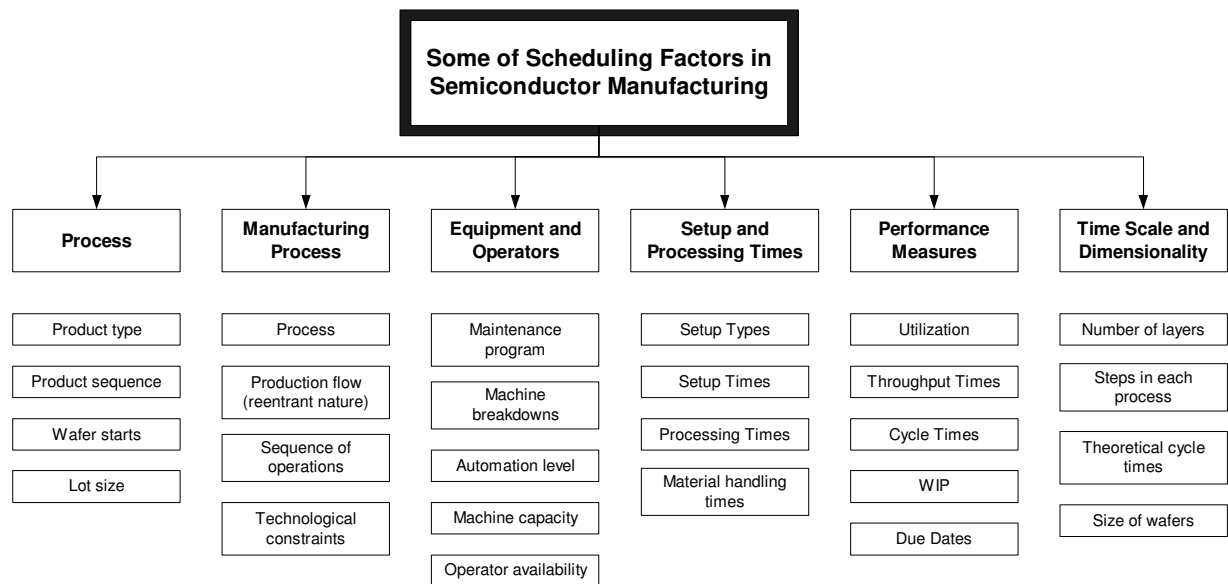 Some of Scheduling Factors in
Semiconductor Manufacturing
Process
Manufacturing
Process
Equipment and
Operators
Setup and
Processing Times
Performance
Measures
Time Scale and
Dimensionality
Product type
Product sequence
Wafer starts
Lot size
Process
Production flow
(reentrant nature)
Sequence of
operations
Technological
constraints
Maintenance
program
Machine
breakdowns
Automation level
Machine capacity
Operator availability
Setup Types
Setup Times
Processing Times
Material handling
times
Utilization
Throughput Times
Cycle Times
WIP
Due Dates
Number of layers
Steps in each
process
Theoretical cycle
times
Size of wafers